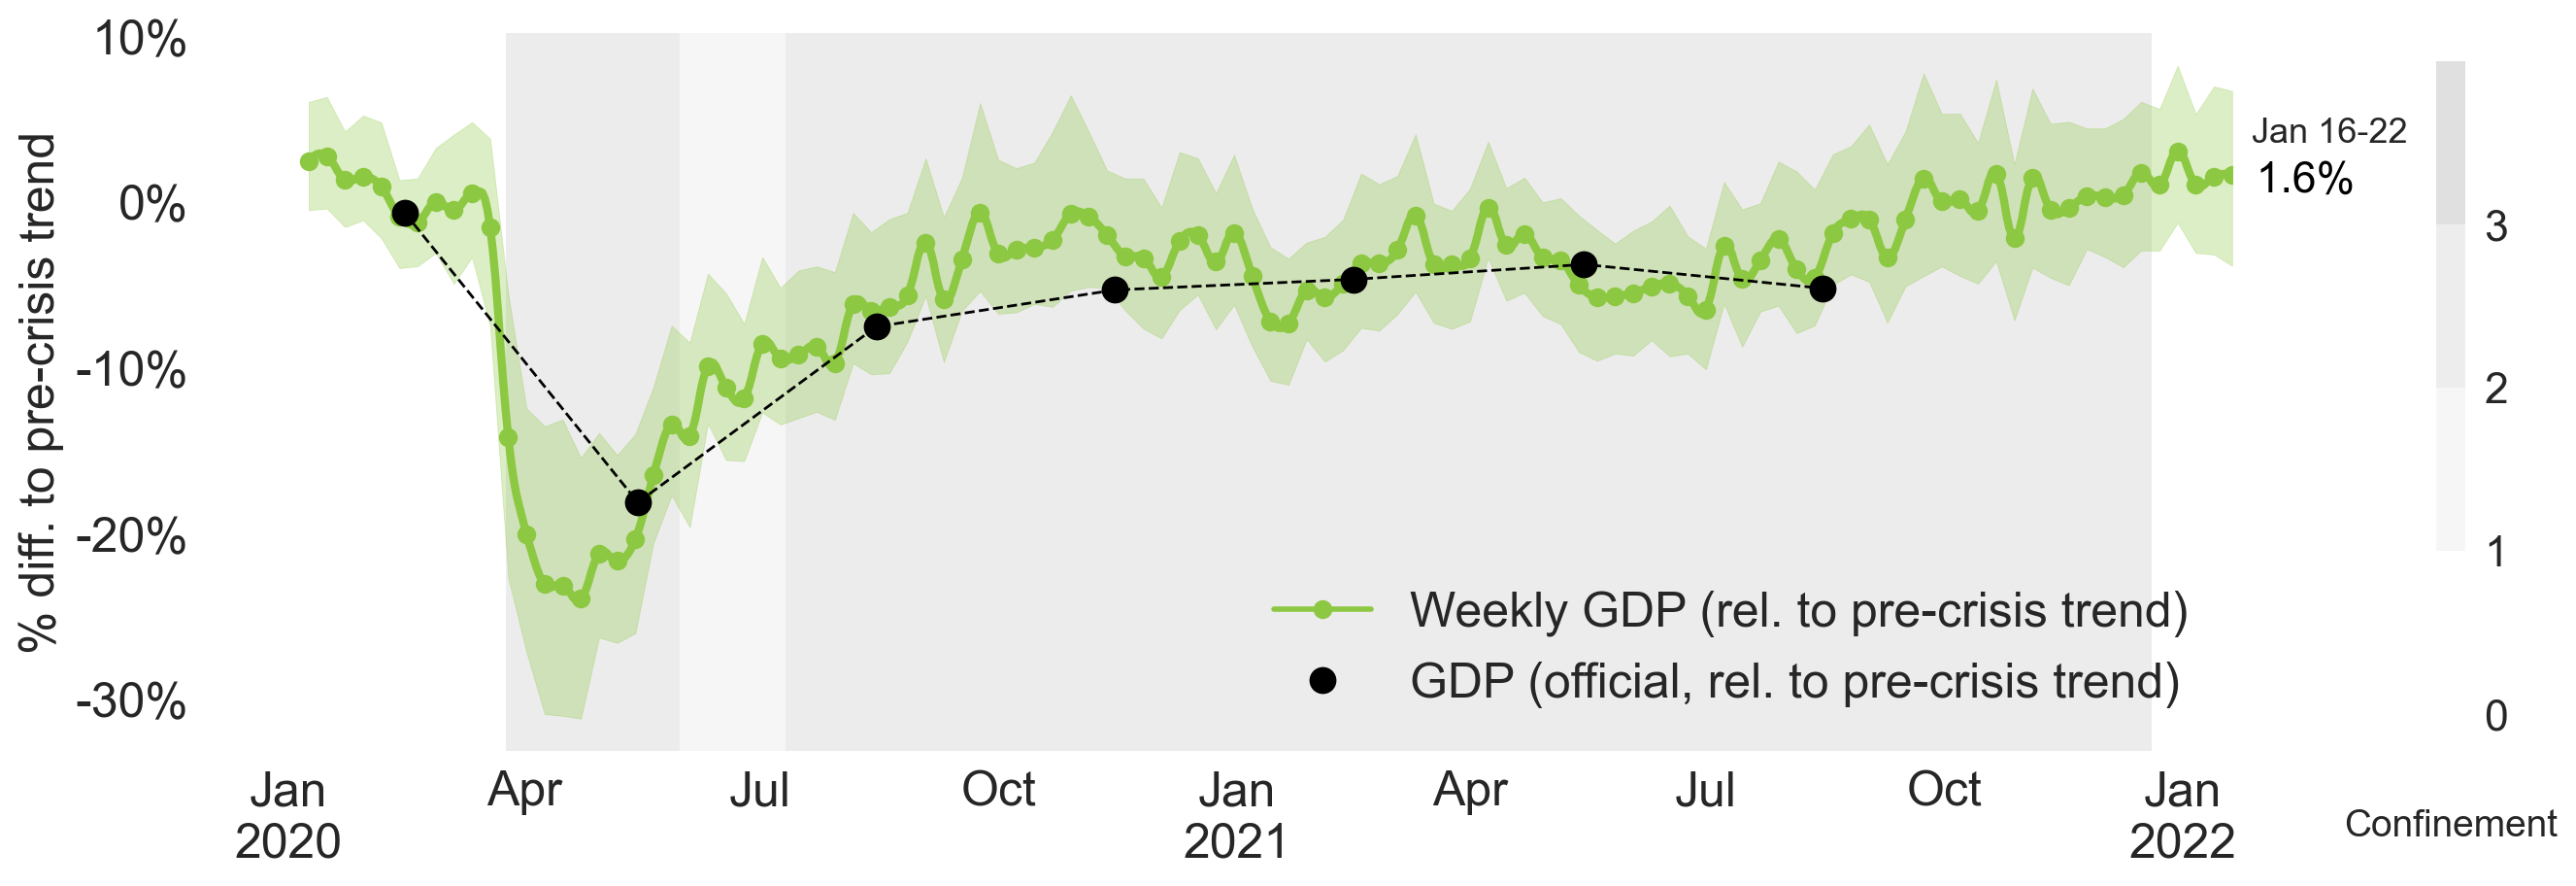 10%
0%
-10%
-20%
-30%
% diff. to pre-crisis trend
Jan 16-22
1.6%
Weekly GDP (rel. to pre-crisis trend)
GDP (official, rel. to pre-crisis trend)
Jan Apr Jul Oct Jan Apr Jul Oct Jan
2020 2021 2022
3
2
1
0
Confinement